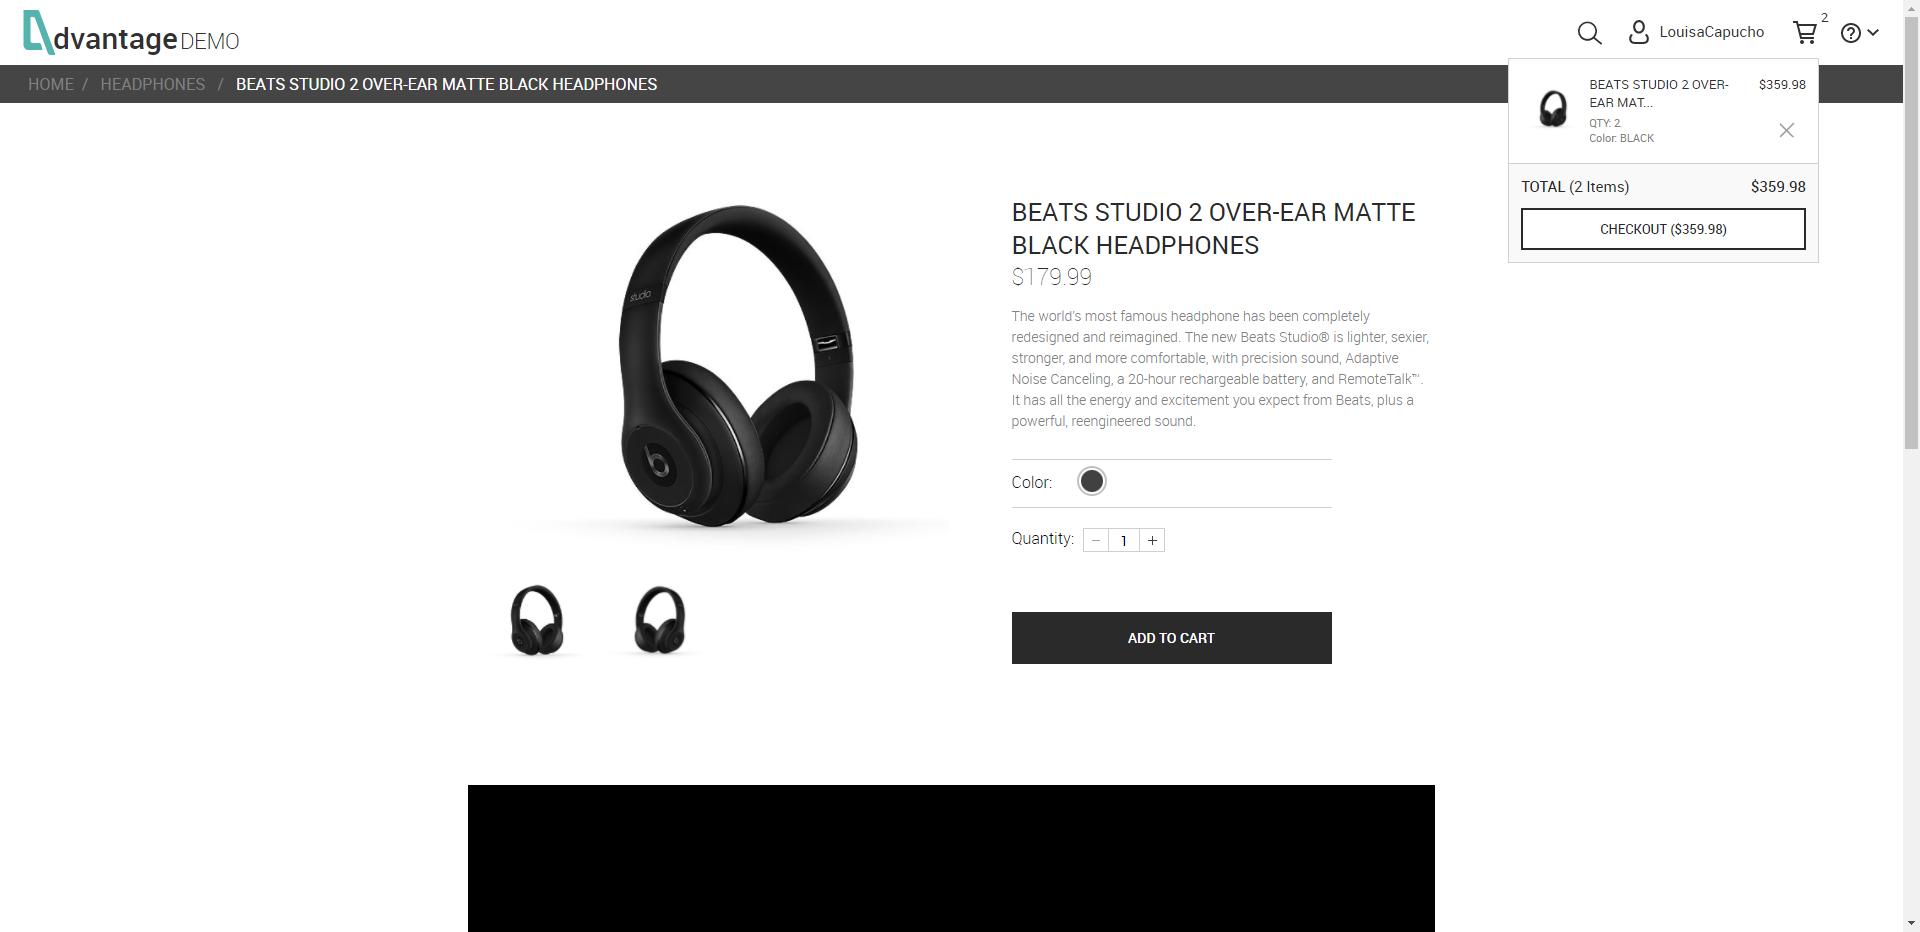 dvantage DEMO
LouisaCapucho
2
HOME / HEADPHONES / BEATS STUDIO 2 OVER-EAR MATTE BLACK HEADPHONES
BEATS STUDIO 2 OVER-
EAR MAT...
$359.98
QTY: 2
Color: BLACK
TOTAL (2 Items) $359.98
CHECKOUT ($359.98)
studio
BEATS STUDIO 2 OVER-EAR MATTE
BLACK HEADPHONES
$179.99
The world's most famous headphone has been completely
redesigned and reimagined. The new Beats Studio® is lighter, sexier,
stronger, and more comfortable, with precision sound, Adaptive
Noise Canceling, a 20-hour rechargeable battery, and RemoteTalk™.
It has all the energy and excitement you expect from Beats, plus a
powerful, reengineered sound.
Color:
Quantity: − 1 +
ADD TO CART